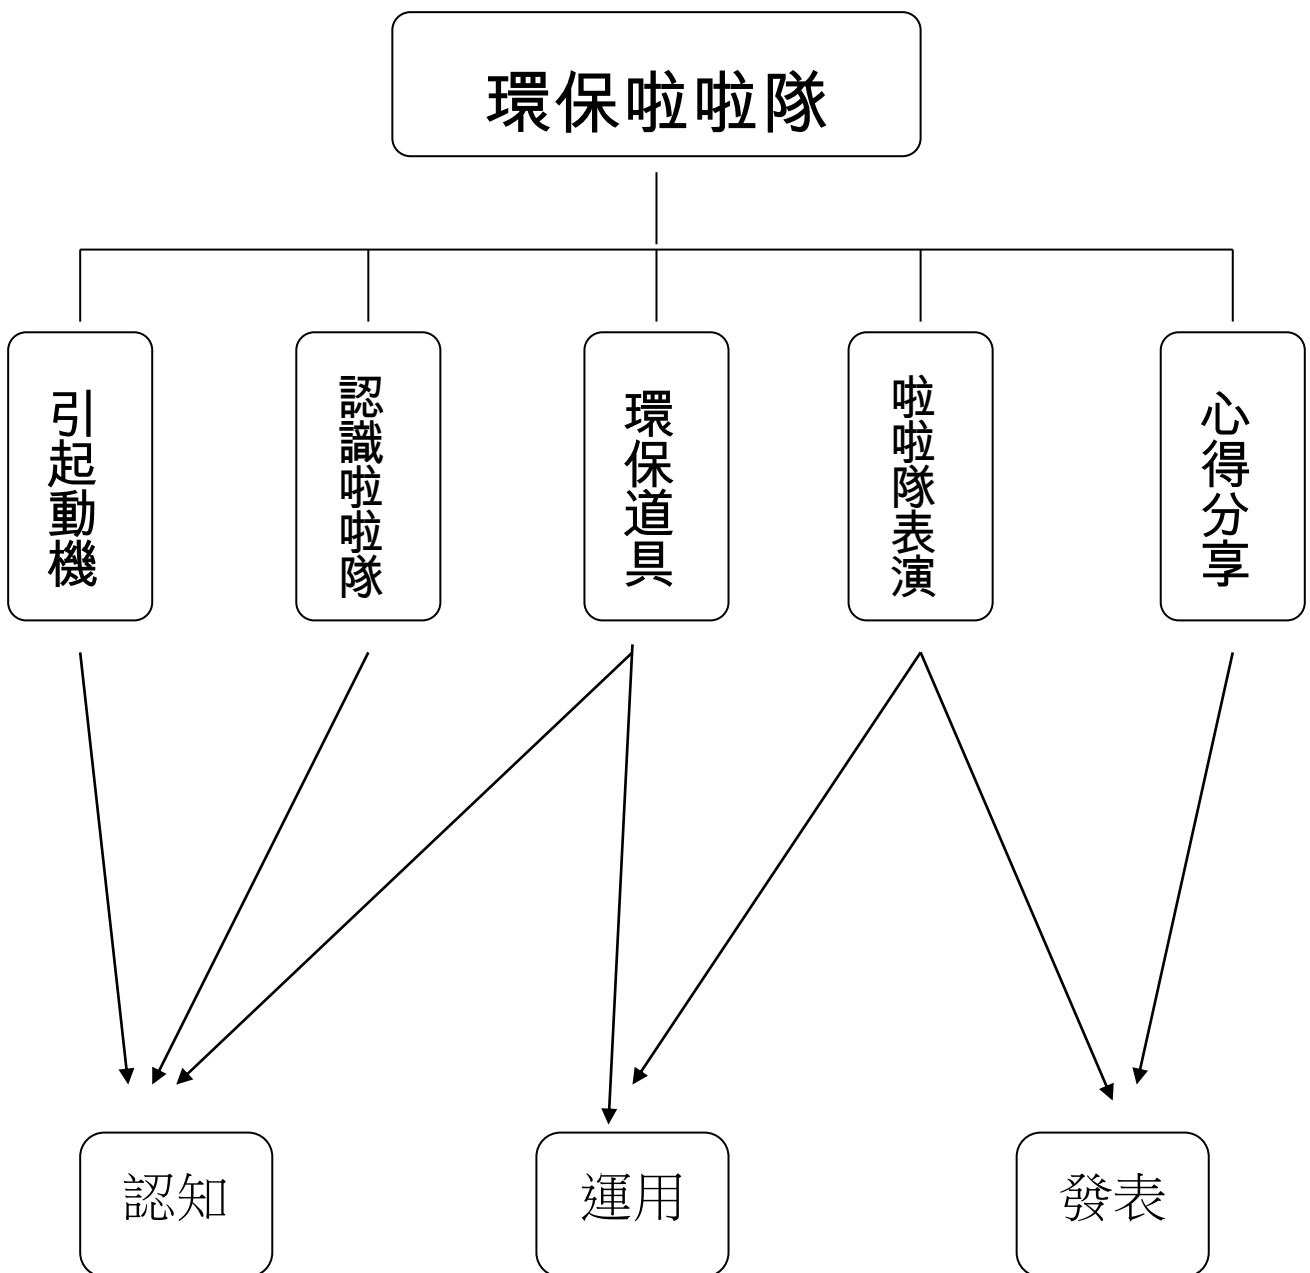 環保啦啦隊
引起動機
認識啦啦隊
環保道具
啦啦隊表演
心得分享
認知
運用
發表